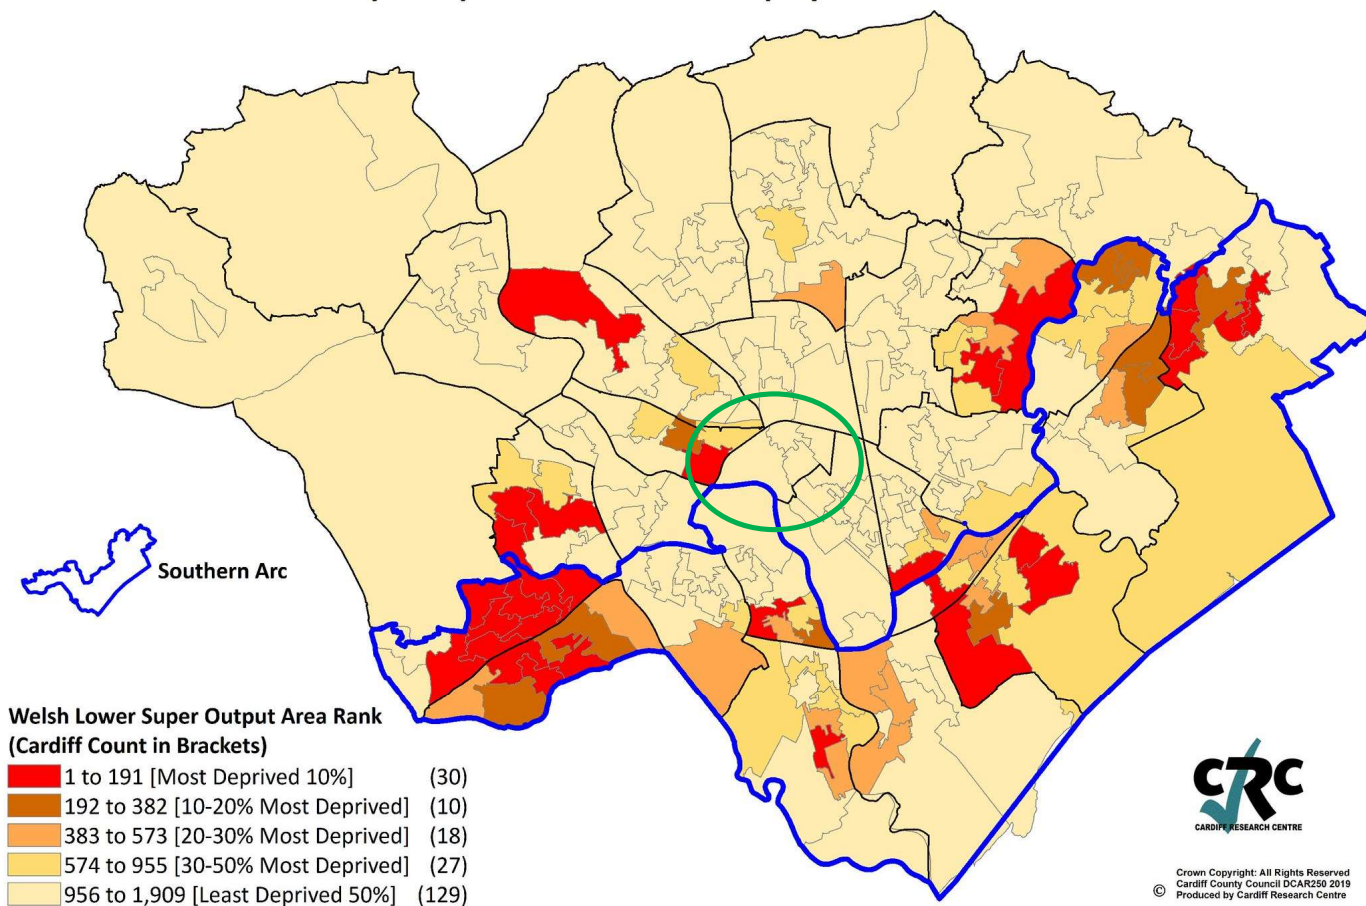 Southern Arc
Welsh Lower Super Output Area Rank
(Cardiff Count in Brackets)
1 to 191 [Most Deprived 10%] (30)
192 to 382 [10-20% Most Deprived] (10)
383 to 573 [20-30% Most Deprived] (18)
574 to 955 [30-50% Most Deprived] (27)
956 to 1,909 [Least Deprived 50%] (129)
CRC
CARDIFF RESEARCH CENTRE
Crown Copyright: All Rights Reserved
Cardiff County Council DCAR250 2019
© Produced by Cardiff Research Centre